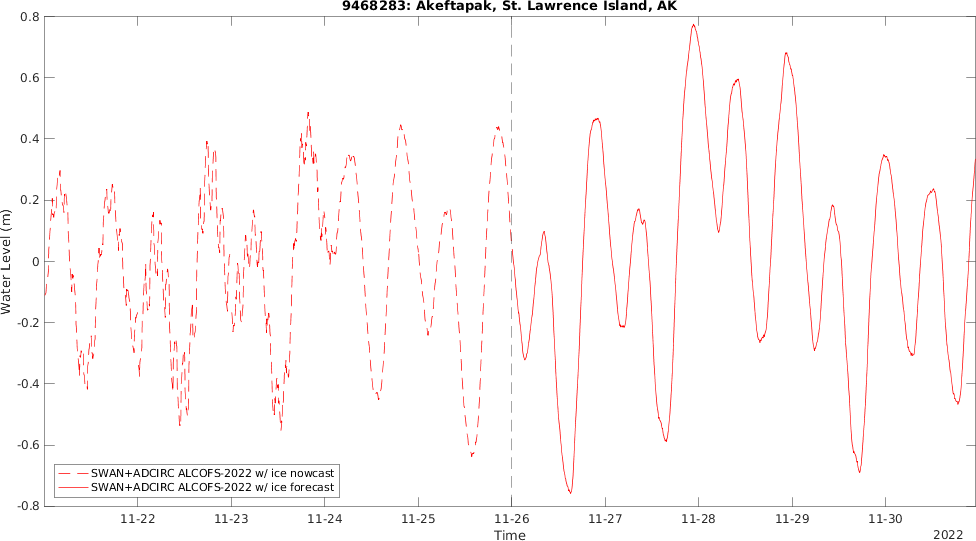 9468283: Akeftapak, St. Lawrence Island, AK
0.8
0.6
0.4
0.2
0
-0.2
-0.4
-0.6
-0.8
Water Level (m)
SWAN+ADCIRC ALCOFS-2022 w/ ice nowcast
SWAN+ADCIRC ALCOFS-2022 w/ ice forecast
11-22 11-23 11-24 11-25 11-26 11-27 11-28 11-29 11-30
Time
2022